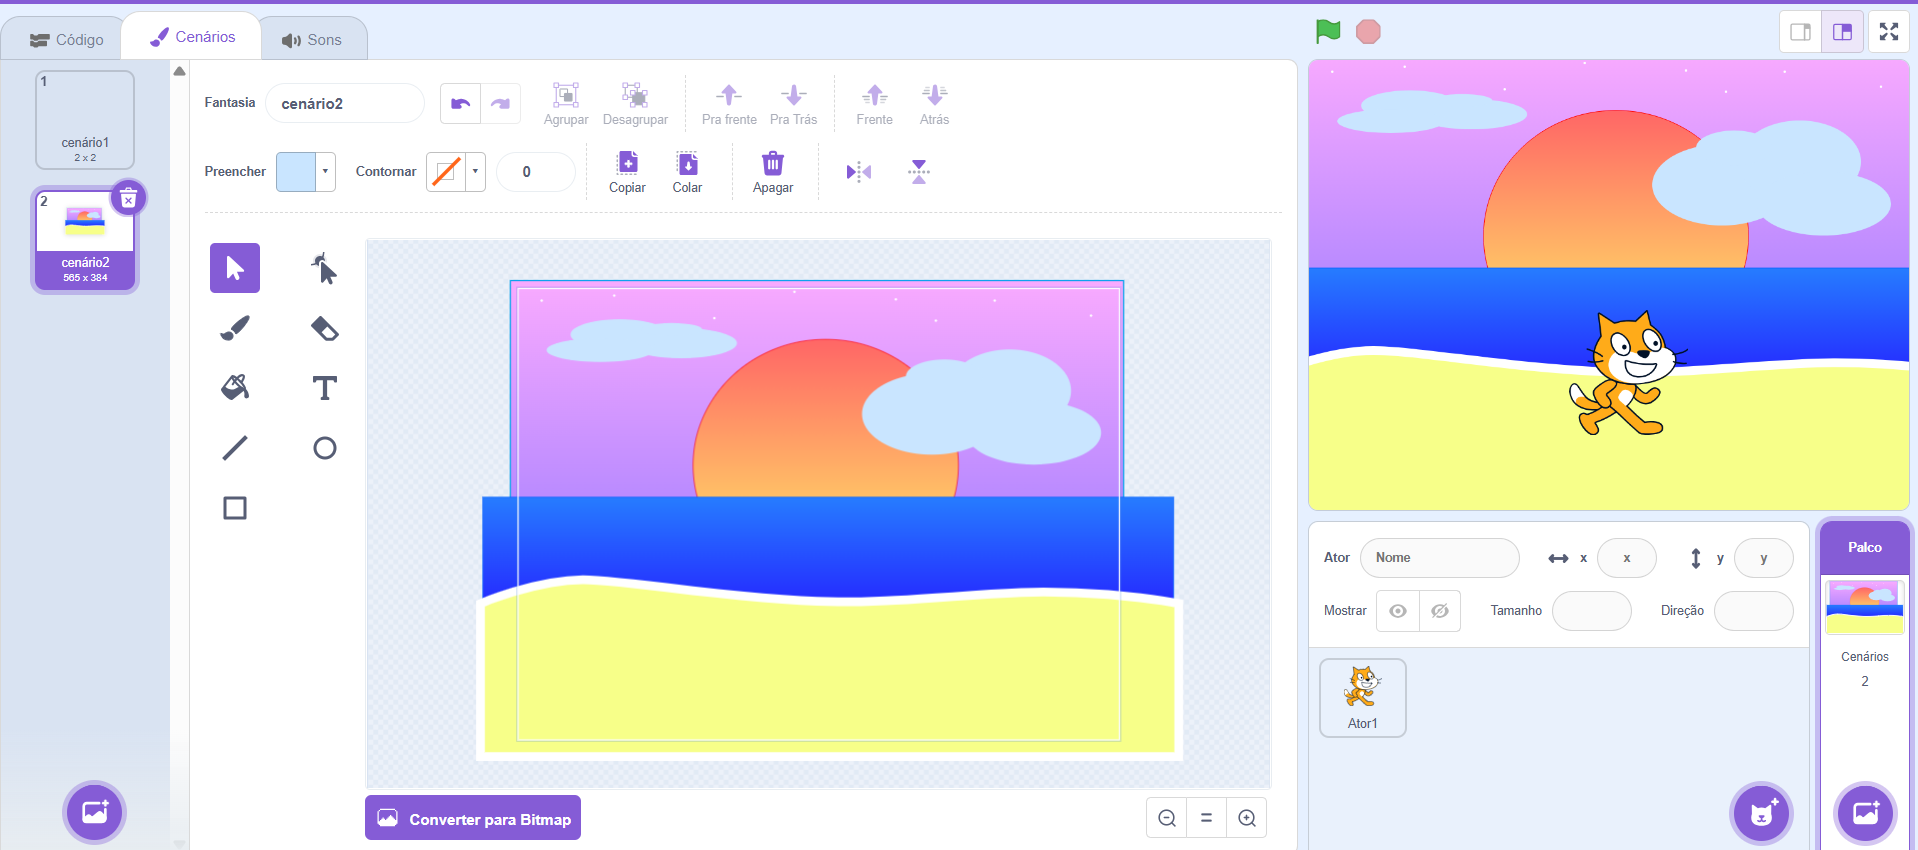 Código
Cenários
Sons
1
cenário1
2 x 2
2
cenário2
565 x 384
Fantasia
cenário2
Agrupar
Desagrupar
Pra frente
Pra Trás
Frente
Atrás
Preencher
Contornar
0
Copiar
Colar
Apagar
Converter para Bitmap
Ator
Nome
x
x
y
y
Mostrar
Tamanho
Direção
Ator1
Palco
Cenários
2